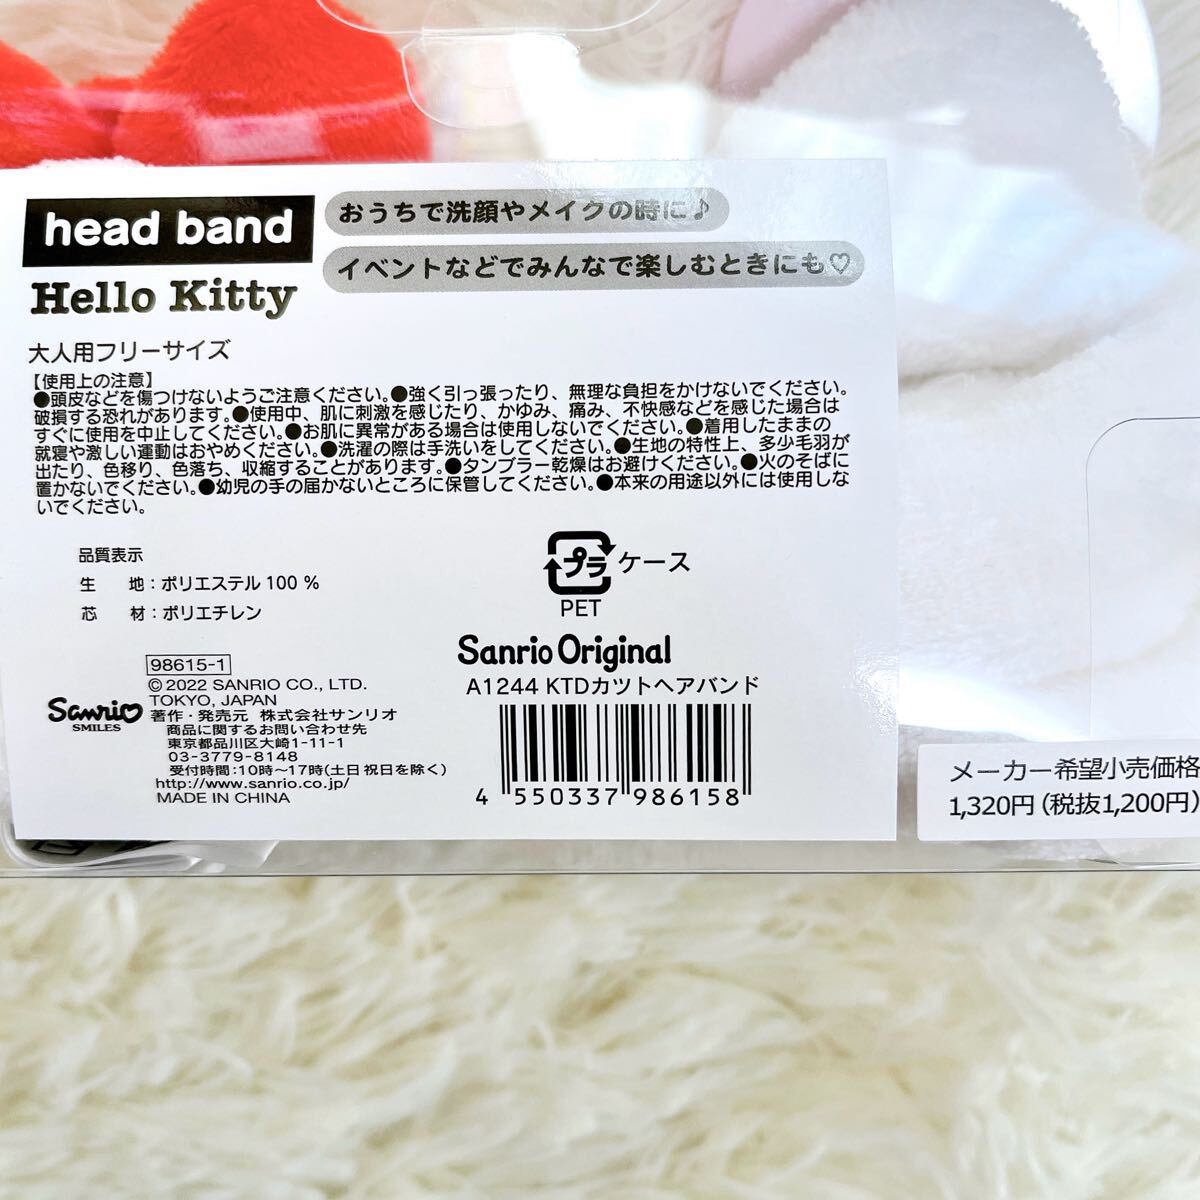 head band
おうちで洗顔やメイクの時に♪
イベントなどでみんなで楽しむときにも♡
Hello Kitty
大人用フリーサイズ
【使用上の注意】
●頭皮などを傷つけないようご注意ください。●強く引っ張ったり、無理な負担をかけないでください。
破損する恐れがあります。●使用中、肌に刺激を感じたり、かゆみ、痛み、不快感などを感じた場合は
すぐに使用を中止してください。●お肌に異常がある場合は使用しないでください。●着用したままの
就寝や激しい運動はおやめください。●洗濯の際は手洗いをしてください。●生地の特性上、多少毛羽が
出たり、色移り、色落ち、収縮することがあります。●タンブラー乾燥はお避けください。●火のそばに
置かないでください。●幼児の手の届かないところに保管してください。●本来の用途以外には使用しな
いでください。
品質表示
生 地:ポリエステル100%
芯 材:ポリエチレン
プラ ケース
PET
Sanrio Original
A1244 KTDカツトヘアバンド
4 550337 986158
98615-1
© 2022 SANRIO CO., LTD.
TOKYO, JAPAN
Sanrio
SMILES
著作・発売元 株式会社サンリオ
商品に関するお問い合わせ先
東京都品川区大崎1-11-1
03-3779-8148
受付時間:10時〜17時(土日祝日を除く)
http://www.sanrio.co.jp/
MADE IN CHINA
メーカー希望小売価格
1,320円(税抜1,200円)